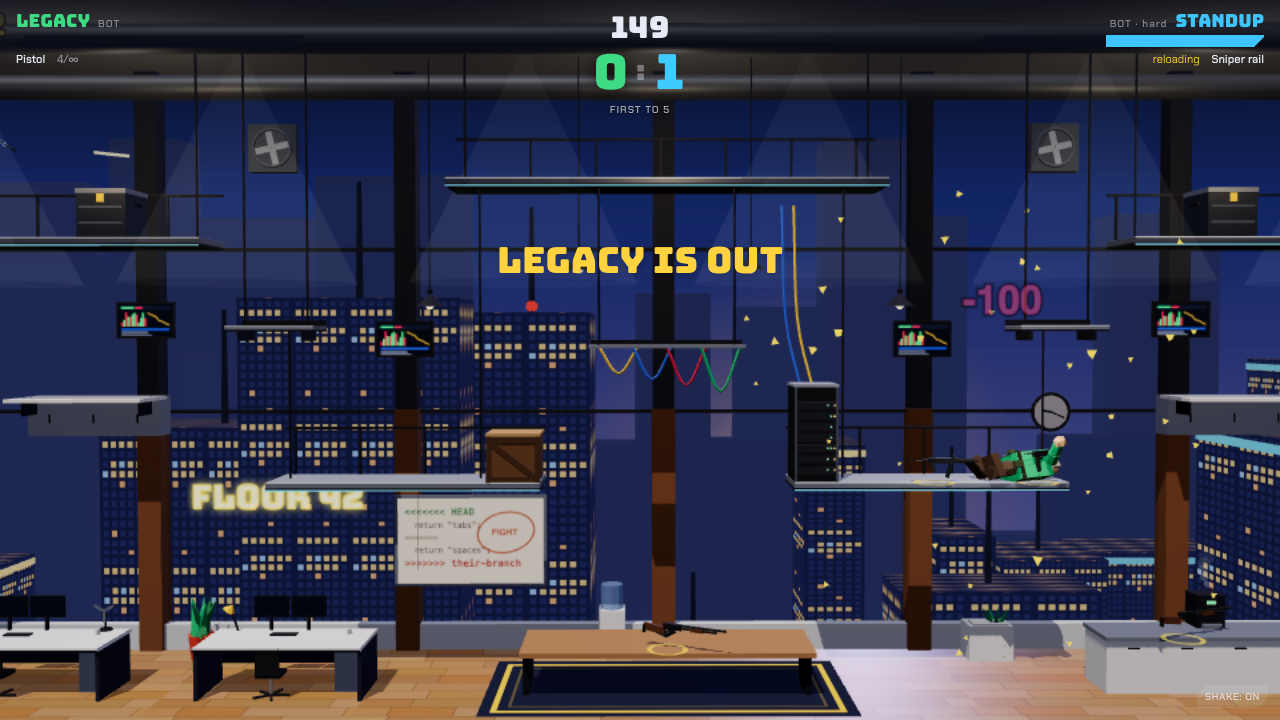 LEGACY BOT
149
BOT · hard STANDUP
Pistol 4/∞
0 : 1
reloading Sniper rail
FIRST TO 5
LEGACY IS OUT
-100
FLOOR 42
<<<<<<< HEAD
return "tabs";
=======
return "spaces";
>>>>>>> their-branch
FIGHT
SHAKE: ON